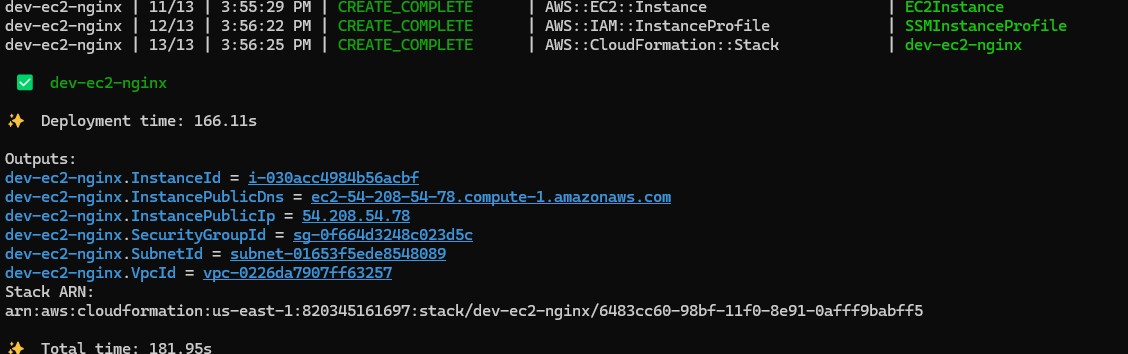 dev-ec2-nginx | 11/13 | 3:55:29 PM | CREATE_COMPLETE | AWS::EC2::Instance | EC2Instance
dev-ec2-nginx | 12/13 | 3:56:22 PM | CREATE_COMPLETE | AWS::IAM::InstanceProfile | SSMInstanceProfile
dev-ec2-nginx | 13/13 | 3:56:25 PM | CREATE_COMPLETE | AWS::CloudFormation::Stack | dev-ec2-nginx
✅ dev-ec2-nginx
✨ Deployment time: 166.11s
Outputs:
dev-ec2-nginx.InstanceId = i-030acc4984b56acbf
dev-ec2-nginx.InstancePublicDns = ec2-54-208-54-78.compute-1.amazonaws.com
dev-ec2-nginx.InstancePublicIp = 54.208.54.78
dev-ec2-nginx.SecurityGroupId = sg-0f664d3248c023d5c
dev-ec2-nginx.SubnetId = subnet-01653f5ede8548089
dev-ec2-nginx.VpcId = vpc-0226da7907ff63257
Stack ARN:
arn:aws:cloudformation:us-east-1:820345161697:stack/dev-ec2-nginx/6483cc60-98bf-11f0-8e91-0afff9babff5
✨ Total time: 181.95s